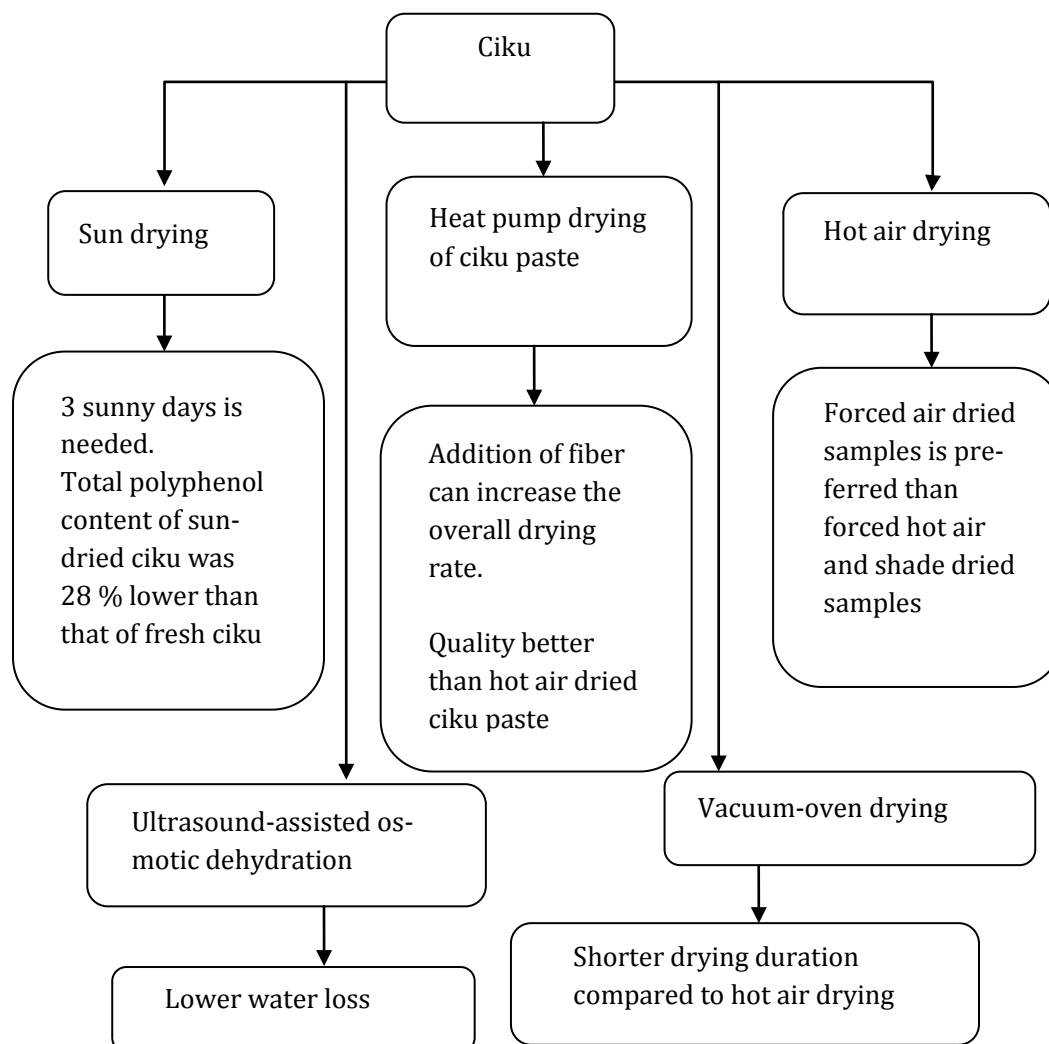 Ciku
Sun drying
Heat pump drying
of ciku paste
Hot air drying
3 sunny days is
needed.
Total polyphenol
content of sun-
dried ciku was
28 % lower than
that of fresh ciku
Addition of fiber
can increase the
overall drying
rate.
Quality better
than hot air dried
ciku paste
Forced air dried
samples is pre-
ferred than
forced hot air
and shade dried
samples
Ultrasound-assisted os-
motic dehydration
Vacuum-oven drying
Lower water loss
Shorter drying duration
compared to hot air drying